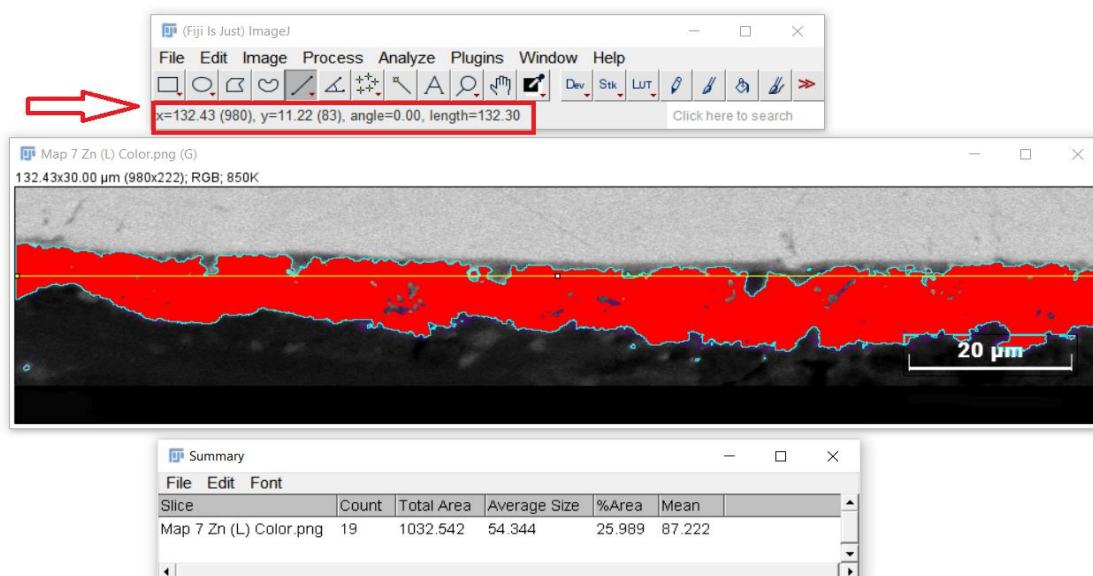 (Fiji Is Just) ImageJ
File Edit Image Process Analyze Plugins Window Help
A Dev Stk LUT >>
x=132.43 (980), y=11.22 (83), angle=0.00, length=132.30
Click here to search
Map 7 Zn (L) Color.png (G)
132.43x30.00 µm (980x222); RGB; 850K
20 µm
Summary
File Edit Font
Slice Count Total Area Average Size %Area Mean
Map 7 Zn (L) Color.png 19 1032.542 54.344 25.989 87.222